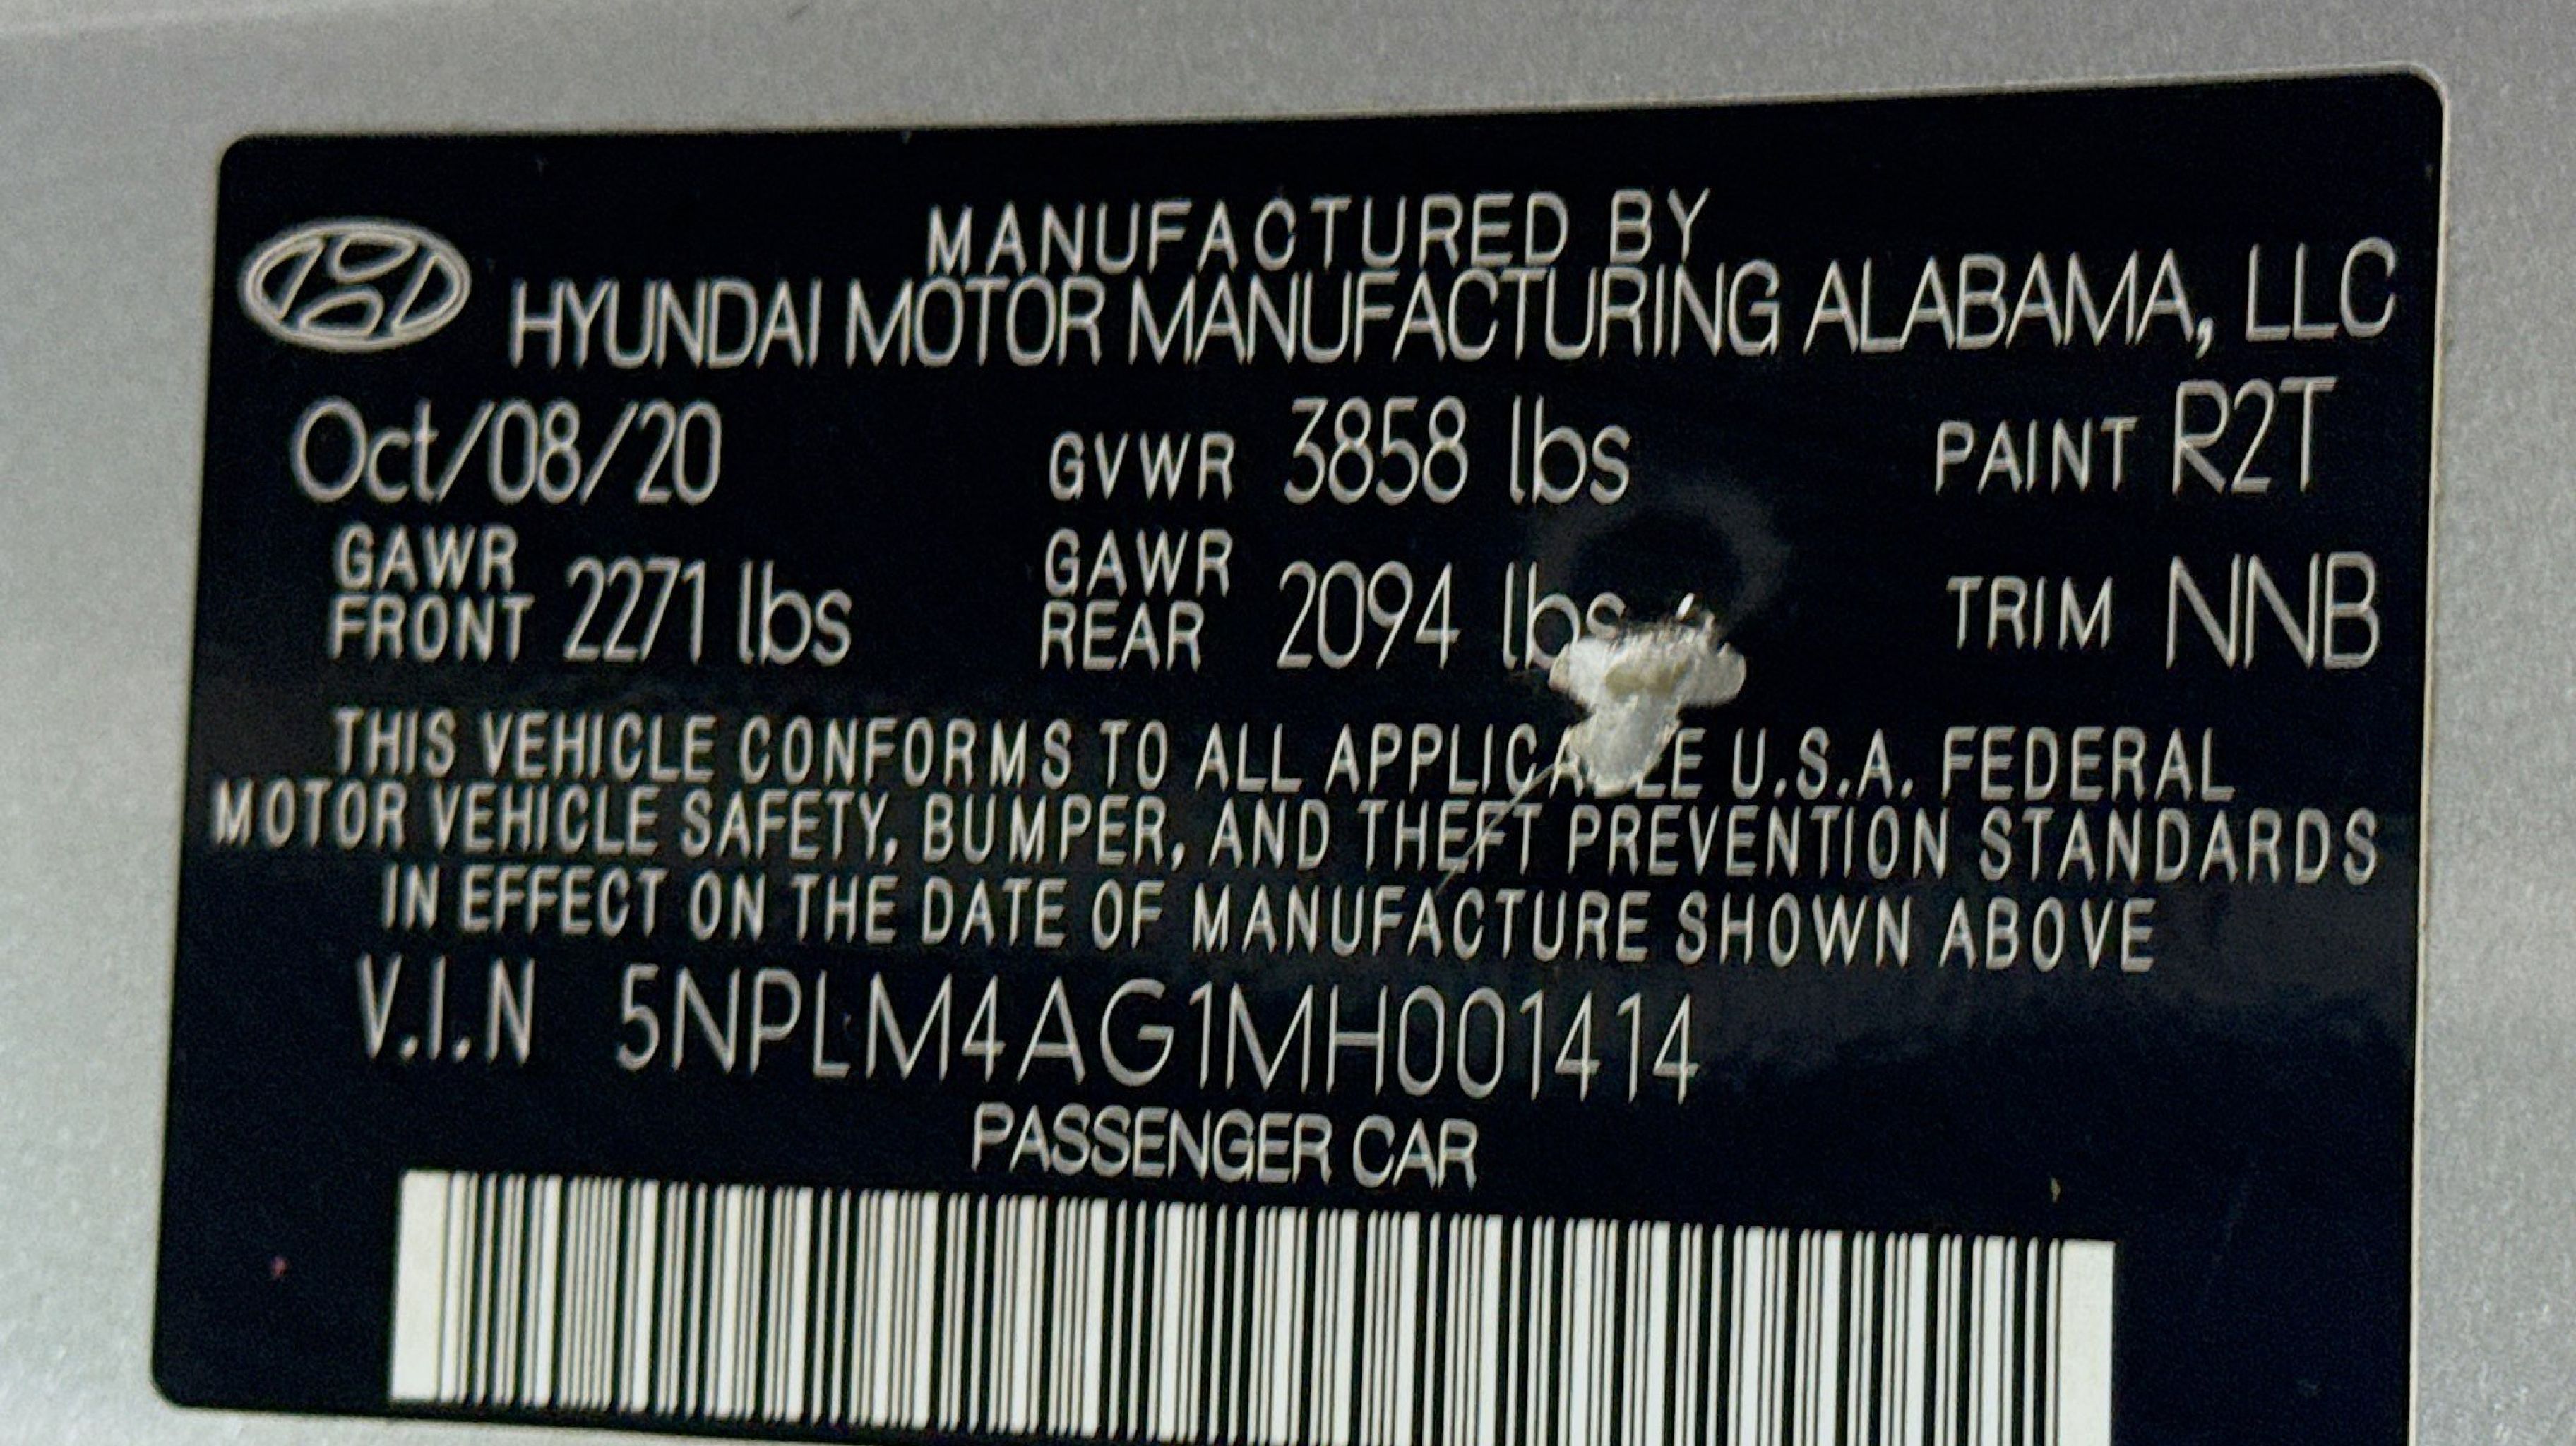 MANUFACTURED BY
HYUNDAI MOTOR MANUFACTURING ALABAMA, LLC
Oct/08/20 GVWR 3858 lbs PAINT R2T
GAWR FRONT 2271 lbs GAWR REAR 2094 lbs TRIM NNB
THIS VEHICLE CONFORMS TO ALL U.S.A. FEDERAL
MOTOR VEHICLE SAFETY, BUMPER, AND THEFT PREVENTION STANDARDS
IN EFFECT ON THE DATE OF MANUFACTURE SHOWN ABOVE
V.I.N 5NPLM4AG1MH001414
PASSENGER CAR